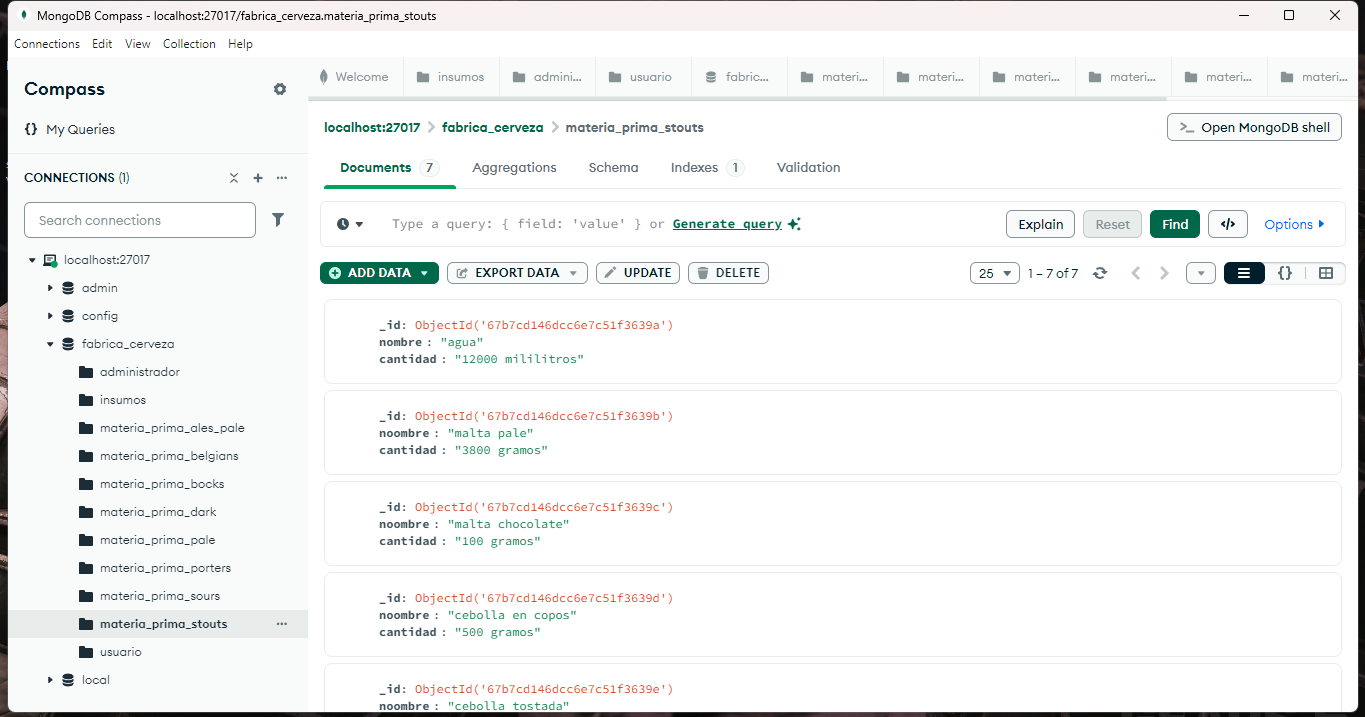 MongoDB Compass - localhost:27017/fabrica_cerveza.materia_prima_stouts
Connections Edit View Collection Help
Compass
{} My Queries
CONNECTIONS (1)
Search connections
localhost:27017
admin
config
fabrica_cerveza
administrador
insumos
materia_prima_ales_pale
materia_prima_belgians
materia_prima_bocks
materia_prima_dark
materia_prima_pale
materia_prima_porters
materia_prima_sours
materia_prima_stouts
usuario
local
Welcome insumos admini... usuario fabric... materi... materi... materi... materi... materi... materi...
localhost:27017 > fabrica_cerveza > materia_prima_stouts
>_ Open MongoDB shell
Documents 7 Aggregations Schema Indexes 1 Validation
Type a query: { field: 'value' } or Generate query
Explain Reset Find </> Options
ADD DATA EXPORT DATA UPDATE DELETE
25 1 – 7 of 7 {}
_id: ObjectId('67b7cd146dcc6e7c51f3639a')
nombre : "agua"
cantidad : "12000 mililitros"
_id: ObjectId('67b7cd146dcc6e7c51f3639b')
noombre : "malta pale"
cantidad : "3800 gramos"
_id: ObjectId('67b7cd146dcc6e7c51f3639c')
noombre : "malta chocolate"
cantidad : "100 gramos"
_id: ObjectId('67b7cd146dcc6e7c51f3639d')
noombre : "cebolla en copos"
cantidad : "500 gramos"
_id: ObjectId('67b7cd146dcc6e7c51f3639e')
noombre : "cebolla tostada"